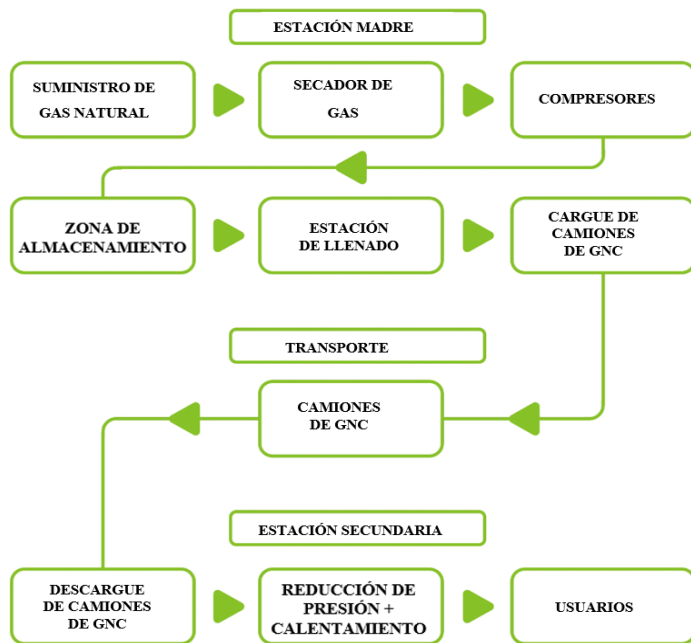 ESTACIÓN MADRE
SUMINISTRO DE
GAS NATURAL
SECADOR DE
GAS
COMPRESORES
ZONA DE
ALMACENAMIENTO
ESTACIÓN
DE LLENADO
CARGUE DE
CAMIONES
DE GNC
TRANSPORTE
CAMIONES
DE GNC
ESTACIÓN SECUNDARIA
DESCARGUE
DE CAMIONES
DE GNC
REDUCCIÓN DE
PRESIÓN +
CALENTAMIENTO
USUARIOS